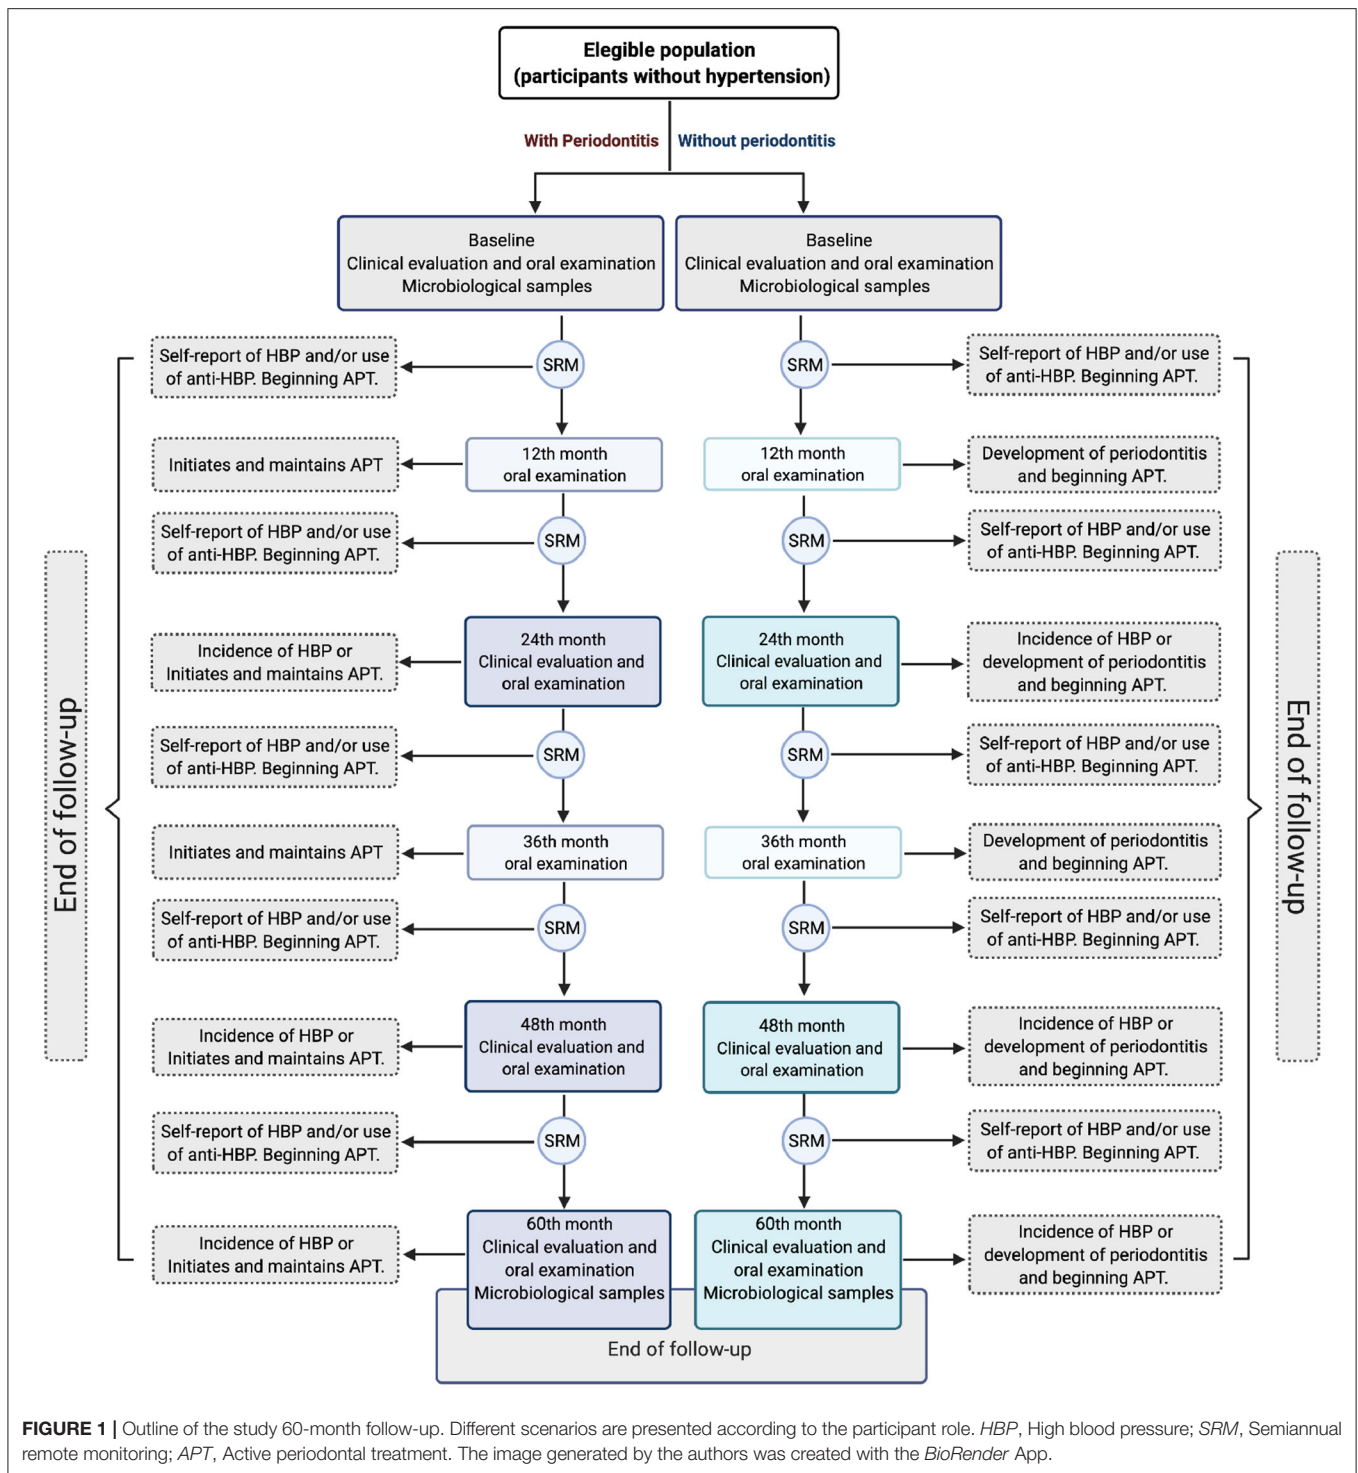 Elegible population
(participants without hypertension)
With Periodontitis
Without periodontitis
Baseline
Clinical evaluation and oral examination
Microbiological samples
Baseline
Clinical evaluation and oral examination
Microbiological samples
Self-report of HBP and/or use
of anti-HBP. Beginning APT.
SRM
SRM
Self-report of HBP and/or use
of anti-HBP. Beginning APT.
Initiates and maintains APT
12th month
oral examination
12th month
oral examination
Development of periodontitis
and beginning APT.
Self-report of HBP and/or use
of anti-HBP. Beginning APT.
SRM
SRM
Self-report of HBP and/or use
of anti-HBP. Beginning APT.
Incidence of HBP or
Initiates and maintains APT.
24th month
Clinical evaluation and
oral examination
24th month
Clinical evaluation and
oral examination
Incidence of HBP or
development of periodontitis
and beginning APT.
End of follow-up
End of follow-up
Self-report of HBP and/or use
of anti-HBP. Beginning APT.
SRM
SRM
Self-report of HBP and/or use
of anti-HBP. Beginning APT.
Initiates and maintains APT
36th month
oral examination
36th month
oral examination
Development of periodontitis
and beginning APT.
Self-report of HBP and/or use
of anti-HBP. Beginning APT.
SRM
SRM
Self-report of HBP and/or use
of anti-HBP. Beginning APT.
Incidence of HBP or
Initiates and maintains APT.
48th month
Clinical evaluation and
oral examination
48th month
Clinical evaluation and
oral examination
Incidence of HBP or
development of periodontitis
and beginning APT.
Self-report of HBP and/or use
of anti-HBP. Beginning APT.
SRM
SRM
Self-report of HBP and/or use
of anti-HBP. Beginning APT.
Incidence of HBP or
Initiates and maintains APT.
60th month
Clinical evaluation and
oral examination
Microbiological samples
60th month
Clinical evaluation and
oral examination
Microbiological samples
Incidence of HBP or
development of periodontitis
and beginning APT.
End of follow-up
FIGURE 1 | Outline of the study 60-month follow-up. Different scenarios are presented according to the participant role. HBP, High blood pressure; SRM, Semiannual
remote monitoring; APT, Active periodontal treatment. The image generated by the authors was created with the BioRender App.